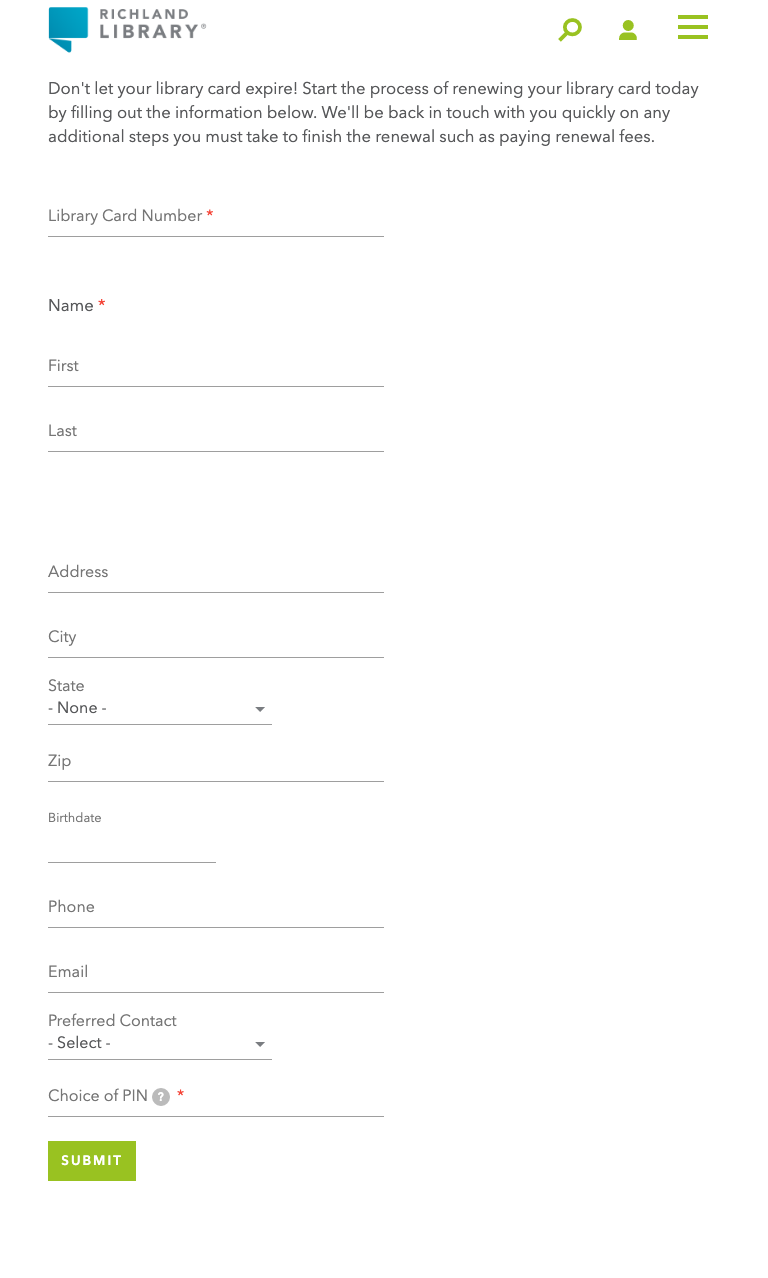 RICHLAND
LIBRARY®
Don't let your library card expire! Start the process of renewing your library card today
by filling out the information below. We'll be back in touch with you quickly on any
additional steps you must take to finish the renewal such as paying renewal fees.
Library Card Number *
Name *
First
Last
Address
City
State
- None -
Zip
Birthdate
Phone
Email
Preferred Contact
- Select -
Choice of PIN ? *
SUBMIT